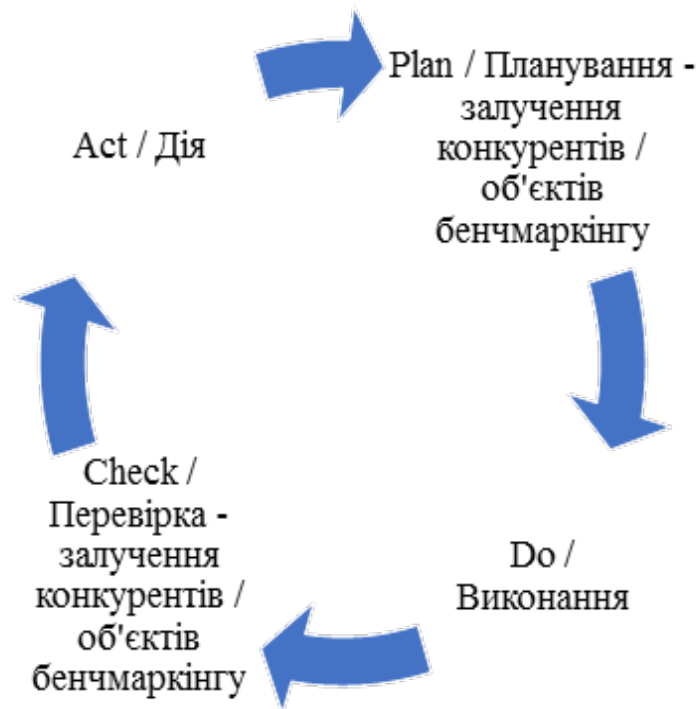 Act / Дія
Plan / Планування -
залучення
конкурентів /
об'єктів
бенчмаркінгу
Do /
Виконання
Check /
Перевірка -
залучення
конкурентів /
об'єктів
бенчмаркінгу